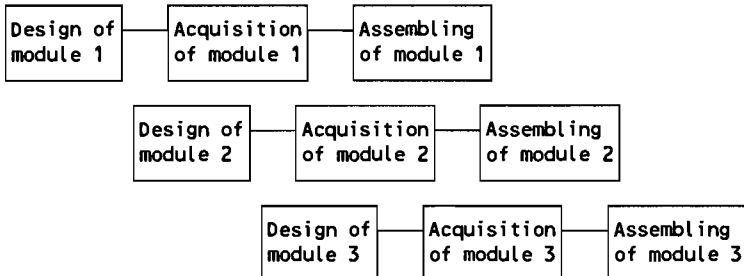 Design of
module 1
Acquisition
of module 1
Assembling
of module 1
Design of
module 2
Acquisition
of module 2
Assembling
of module 2
Design of
module 3
Acquisition
of module 3
Assembling
of module 3